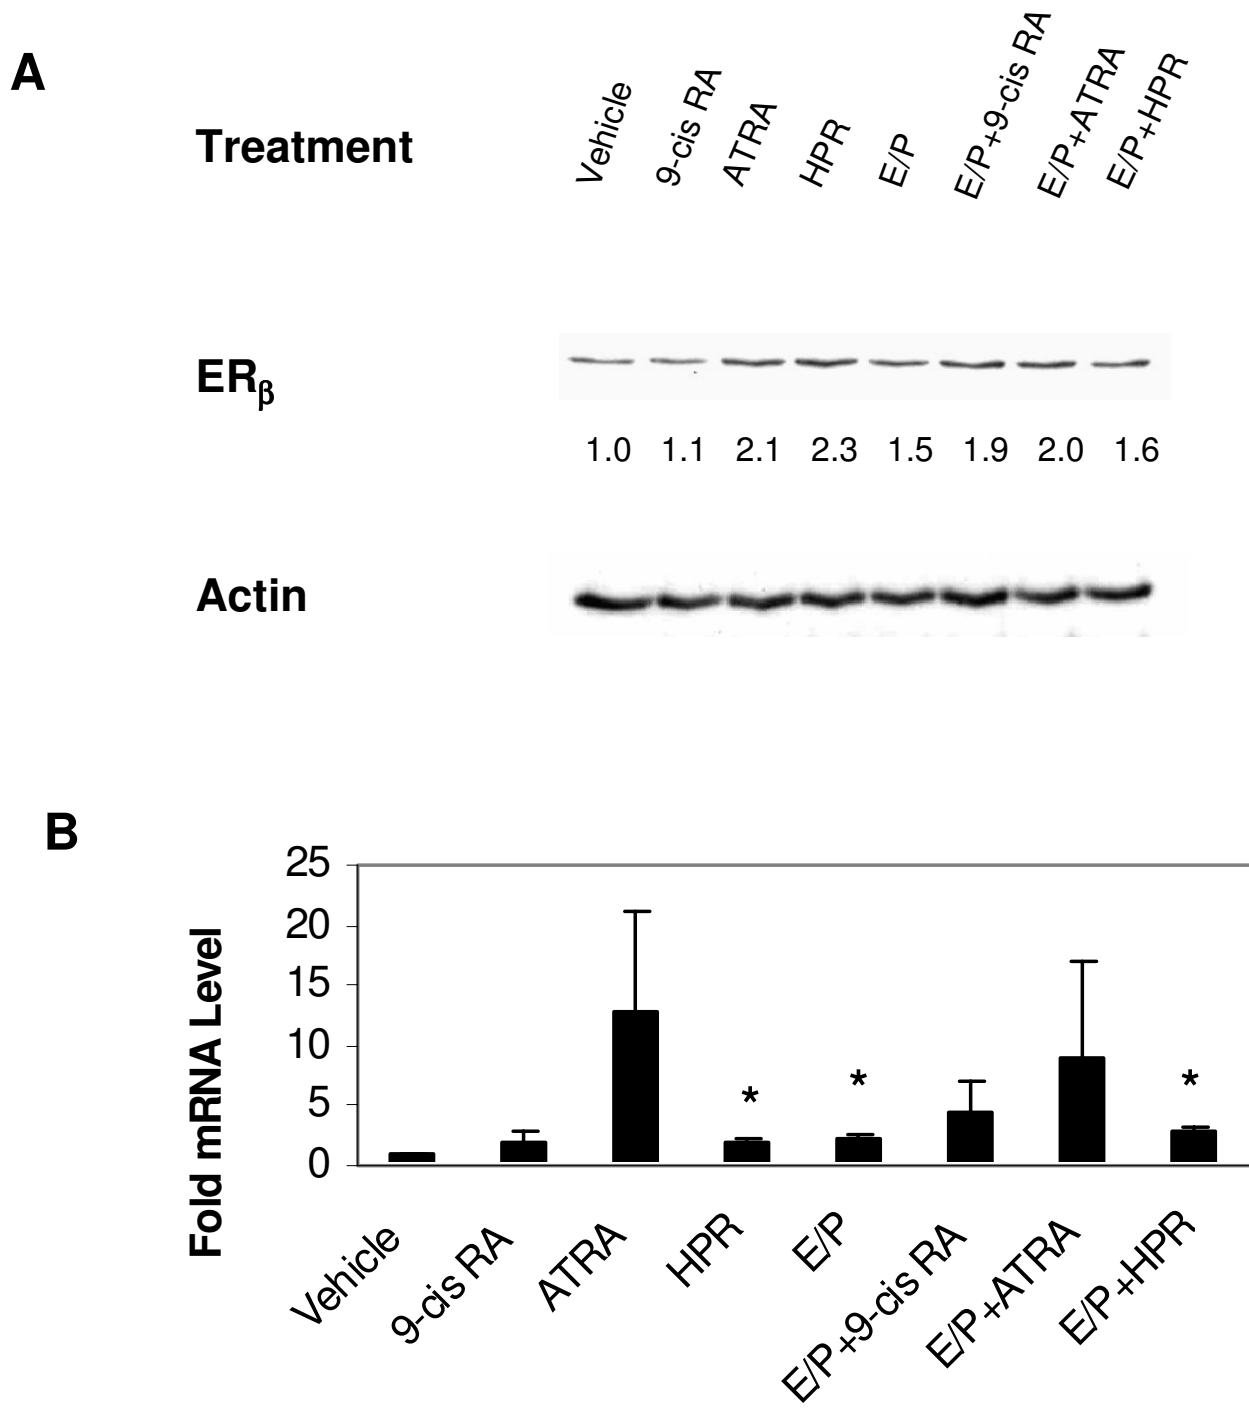 A
Treatment
Vehicle
9-cis RA
ATRA
HPR
E/P
E/P+9-cis RA
E/P+ATRA
E/P+HPR
ERβ
1.0 1.1 2.1 2.3 1.5 1.9 2.0 1.6
Actin
B
Fold mRNA Level
25
20
15
10
5
0
* * *
Vehicle
9-cis RA
ATRA
HPR
E/P
E/P+9-cis RA
E/P+ATRA
E/P+HPR